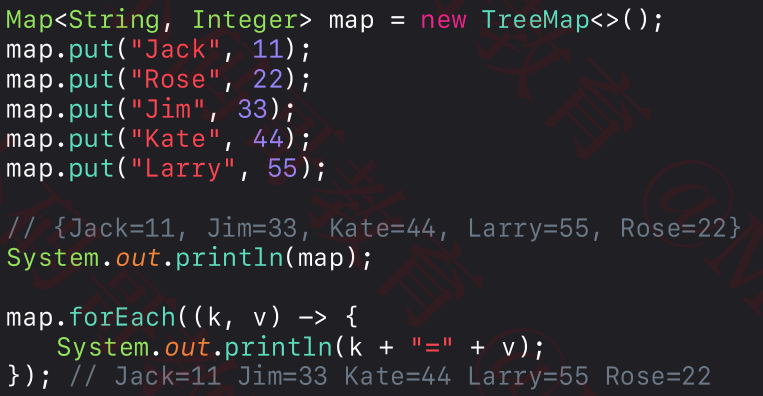 Map<String, Integer> map = new TreeMap<>();
map.put("Jack", 11);
map.put("Rose", 22);
map.put("Jim", 33);
map.put("Kate", 44);
map.put("Larry", 55);

// {Jack=11, Jim=33, Kate=44, Larry=55, Rose=22}
System.out.println(map);

map.forEach((k, v) -> {
    System.out.println(k + "=" + v);
}); // Jack=11 Jim=33 Kate=44 Larry=55 Rose=22